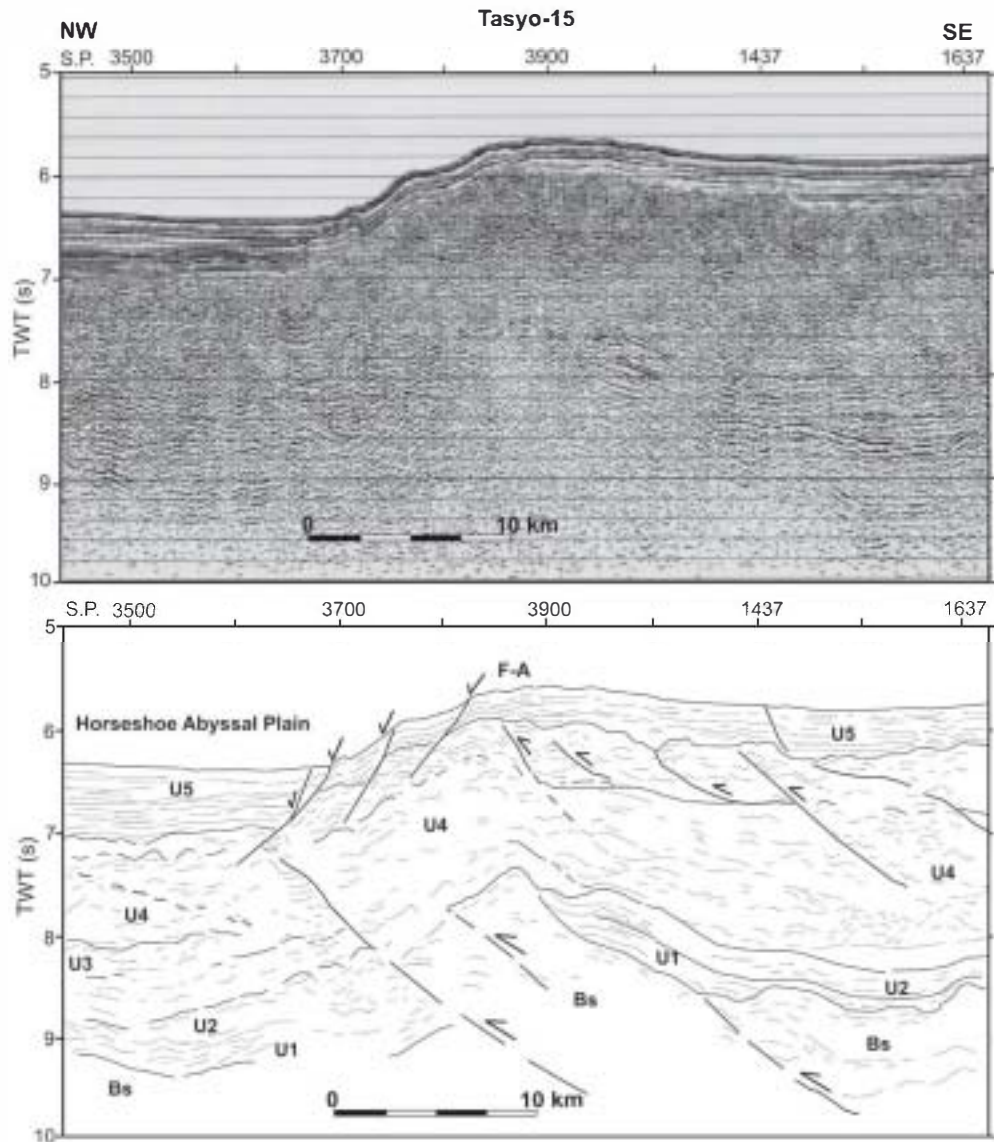 Tasyo-15
NW SE
S.P. 3500 3700 3900 1437 1637
5
6
7
8
9
10
TWT (s)
0 10 km
S.P. 3500 3700 3900 1437 1637
5
6
7
8
9
10
TWT (s)
F-A
Horseshoe Abyssal Plain
U5
U5
U4
U4
U4
U3
U1
U2
U2
U1
Bs
Bs
Bs
0 10 km